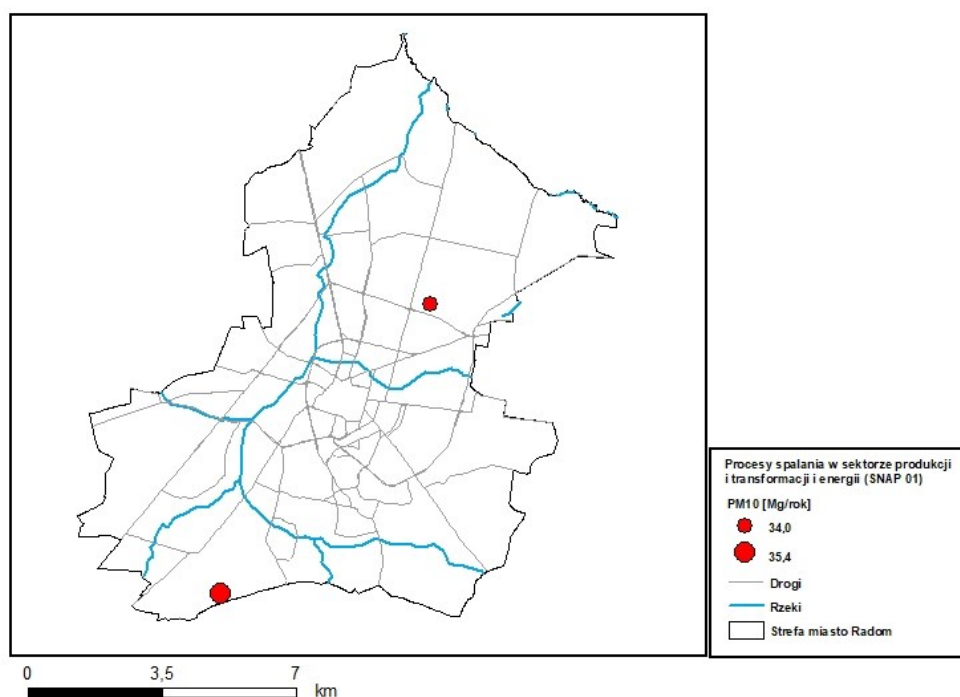 Procesy spalania w sektorze produkcji
i transformacji i energii (SNAP 01)
PM10 [Mg/rok]
34,0
35,4
Drogi
Rzeki
Strefa miasto Radom
0 3,5 7
km